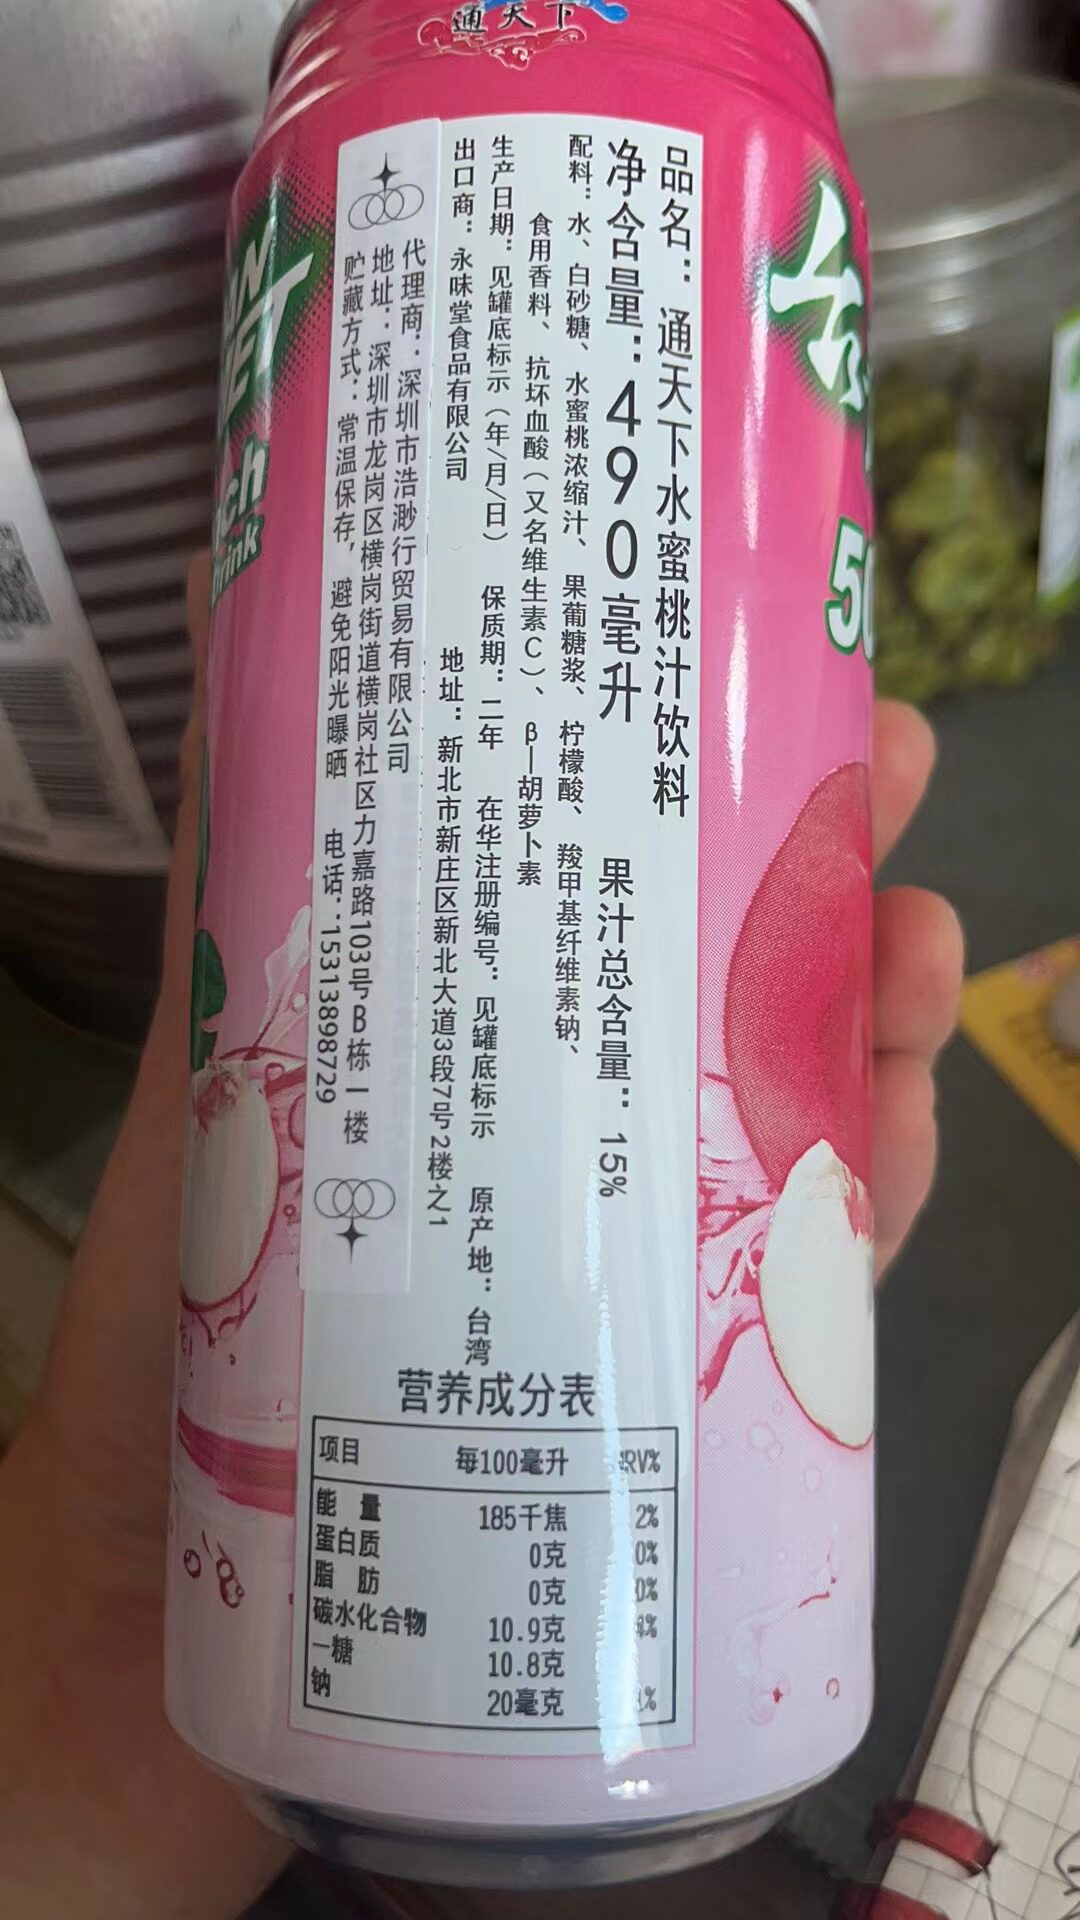 通天下
品名：通天下水蜜桃汁饮料
净含量：490毫升 果汁总含量：15%
配料：水、白砂糖、水蜜桃浓缩汁、果葡糖浆、柠檬酸、羧甲基纤维素钠、
食用香料、抗坏血酸（又名维生素C）、β—胡萝卜素
生产日期：见罐底标示（年/月/日） 保质期：二年 在华注册编号：见罐底标示 原产地：台湾
出口商：永味堂食品有限公司 地址：新北市新庄区新北大道3段7号2楼之1
代理商：深圳市浩渺行贸易有限公司
地址：深圳市龙岗区横岗街道横岗社区力嘉路103号B栋一楼
贮藏方式：常温保存，避免阳光曝晒 电话：:15313898729
营养成分表
项目 每100毫升 RV%
能量 185千焦 2%
蛋白质 0克 0%
脂肪 0克 0%
碳水化合物 10.9克
—糖 10.8克
钠 20毫克